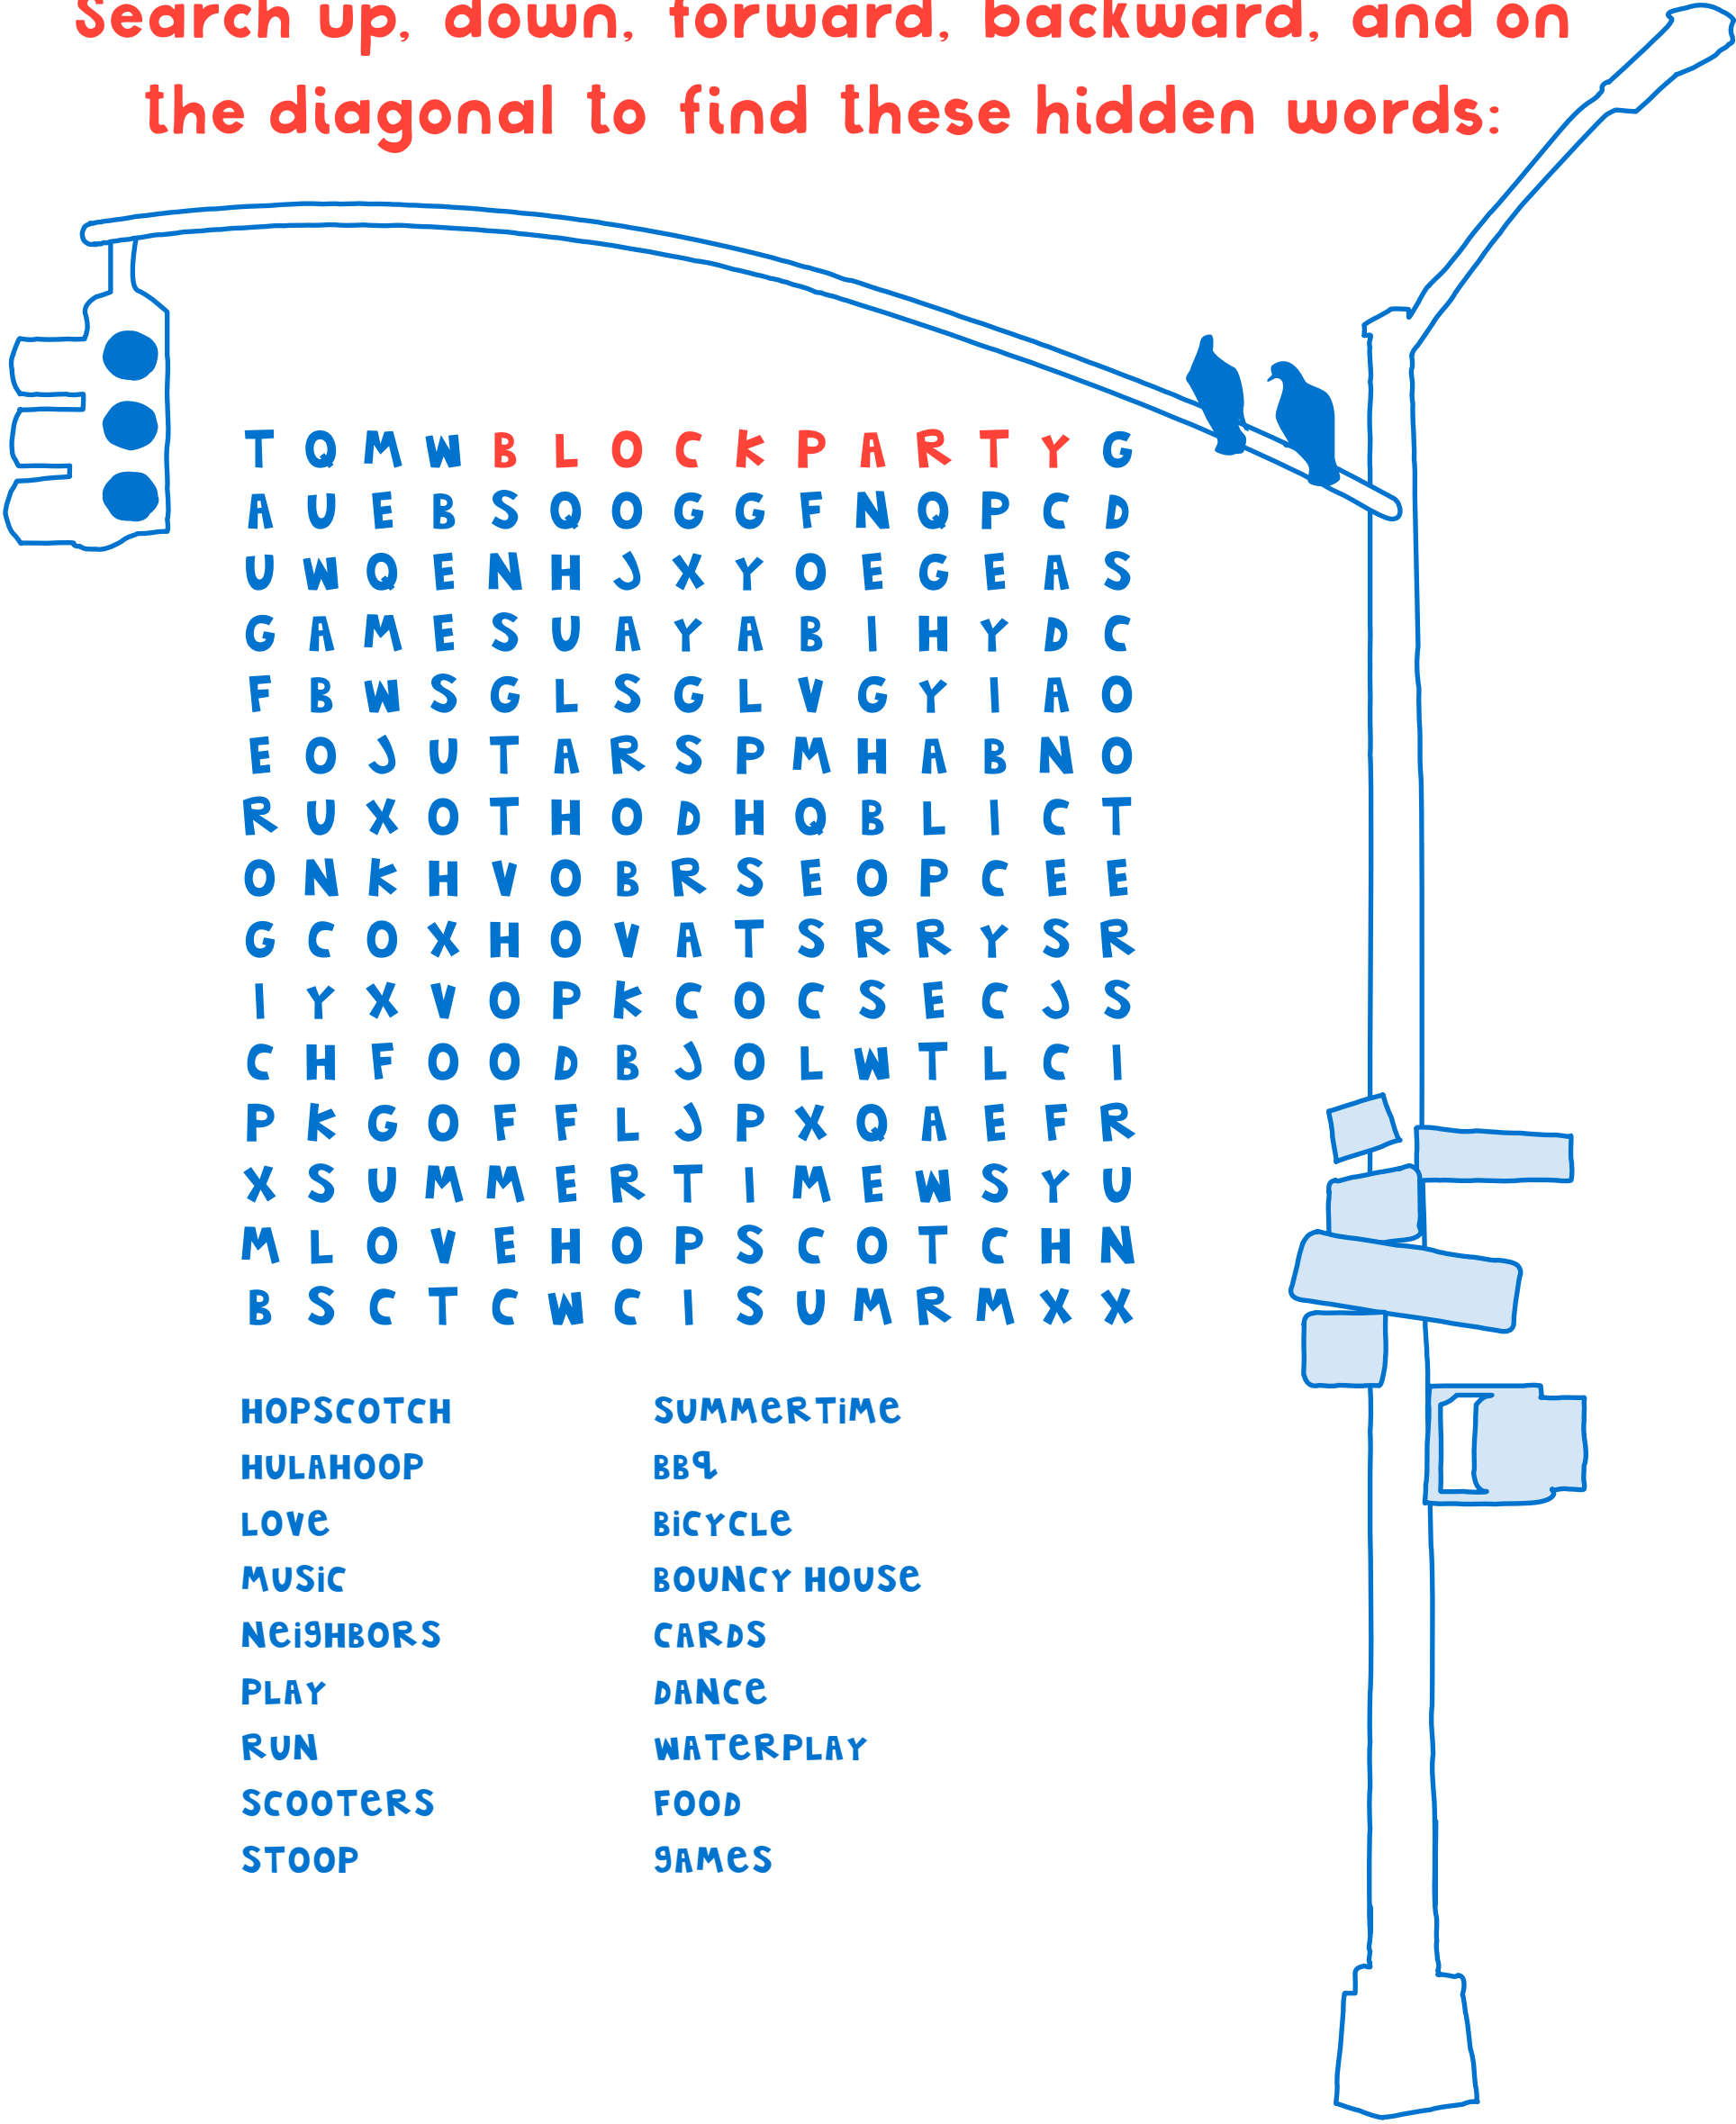 Search up, down, forward, backward, and on
the diagonal to find these hidden words:
T Q M W B L O C K P A R T Y G
A U E B S Q O G G F N Q P C D
U W Q E N H J X Y O E G E A S
G A M E S U A Y A B I H Y D C
F B W S G L S G L V G Y I A O
E O J U T A R S P M H A B N O
R U X O T H O D H Q B L I C T
O N K H V O B R S E O P C E E
G C O X H O V A T S R R Y S R
I Y X V O P K C O C S E C J S
C H F O O D B J O L W T L C I
P K G O F F L J P X Q A E F R
X S U M M E R T I M E W S Y U
M L O V E H O P S C O T C H N
B S C T C W C I S U M R M X X
HOPSCOTCH SUMMeRTiMe
HULAHOOP BBq
LOVe BiCYCLe
MUSiC BOUNCY HOUSe
NeigHBORS CARDS
PLAY DANCe
RUN WATeRPLAY
SCOOTeRS FOOD
STOOP gAMeS